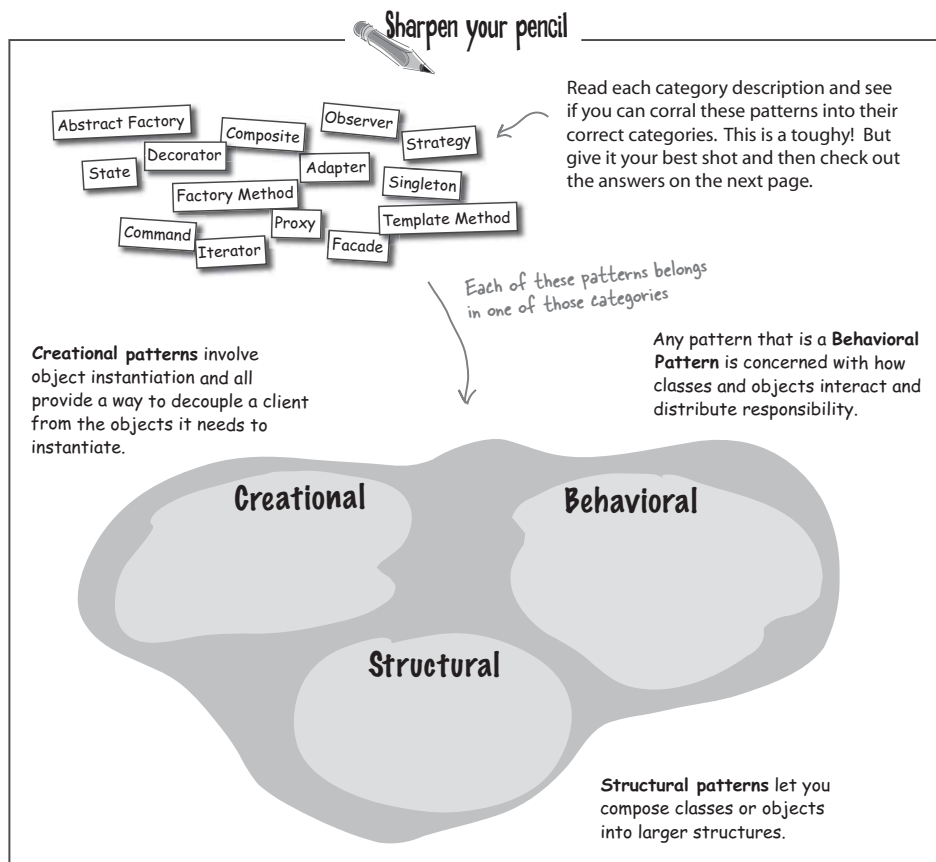 Sharpen your pencil
Read each category description and see
if you can corral these patterns into their
correct categories.  This is a toughy!  But
give it your best shot and then check out
the answers on the next page.
Abstract Factory
Composite
Observer
Strategy
State
Decorator
Adapter
Singleton
Factory Method
Command
Iterator
Proxy
Facade
Template Method
Each of these patterns belongs
in one of those categories
Creational patterns involve
object instantiation and all
provide a way to decouple a client
from the objects it needs to
instantiate.
Any pattern that is a Behavioral
Pattern is concerned with how
classes and objects interact and
distribute responsibility.
Creational
Behavioral
Structural
Structural patterns let you
compose classes or objects
into larger structures.